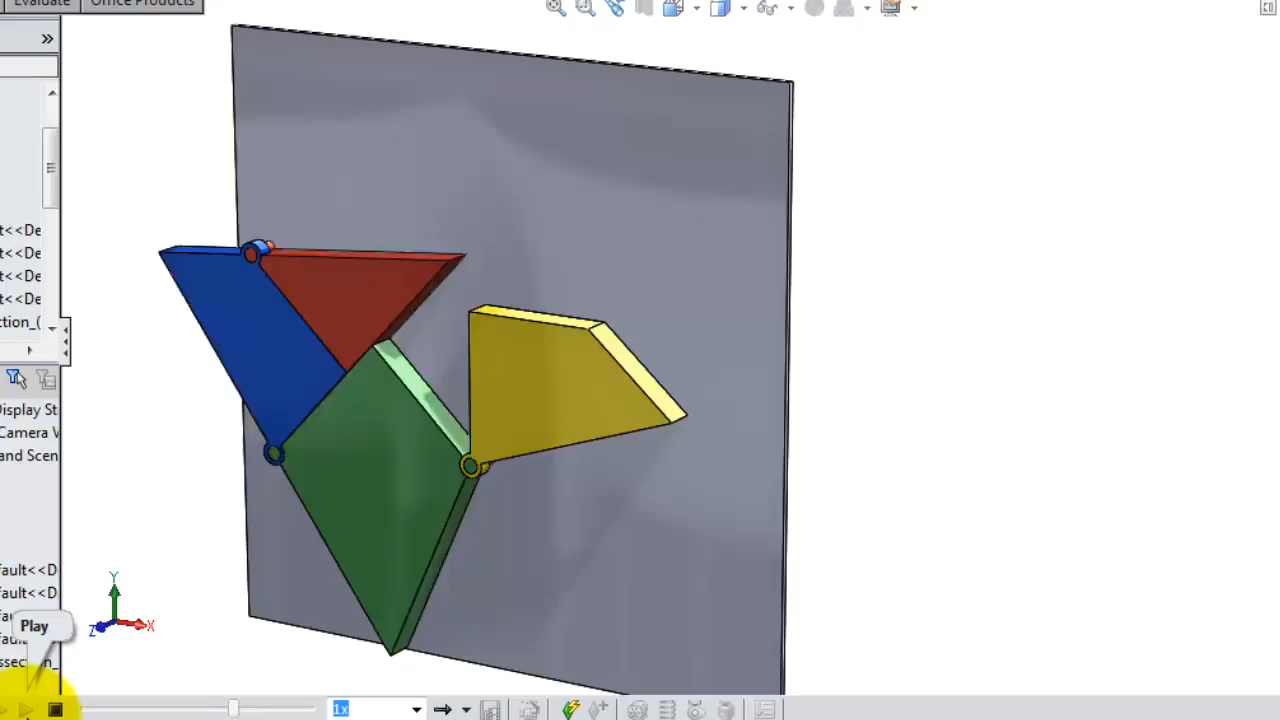 Evaluate
Office Products
»
t<<De
t<<De
t<<De
t<<De
ction_(
Display St
Camera V
and Scen
fault<<D
fault<<D
Play
Y
X
Z
1x